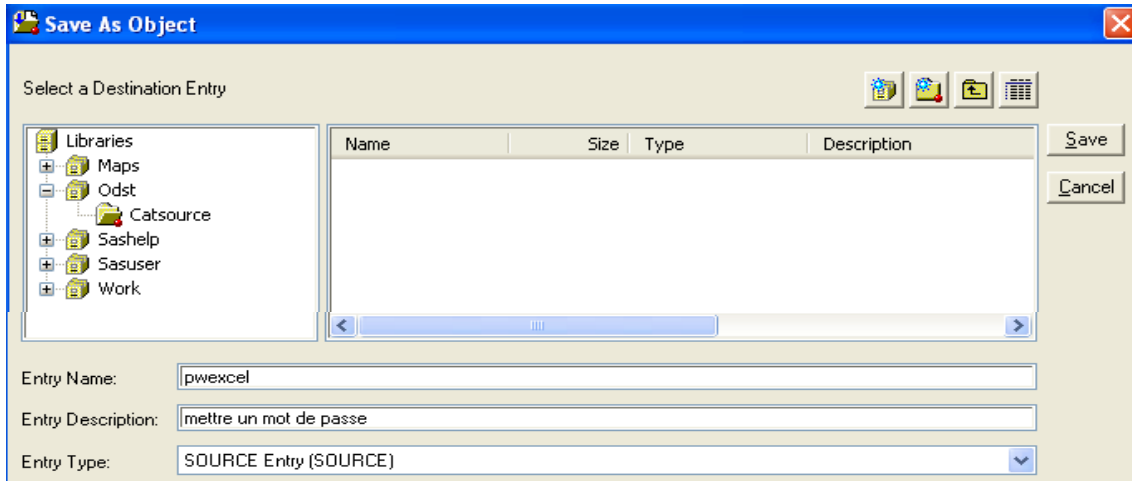 Save As Object
Select a Destination Entry
Libraries
Maps
Odst
Catsource
Sashelp
Sasuser
Work
Name Size Type Description
Save
Cancel
Entry Name: pwexcel
Entry Description: mettre un mot de passe
Entry Type: SOURCE Entry (SOURCE)